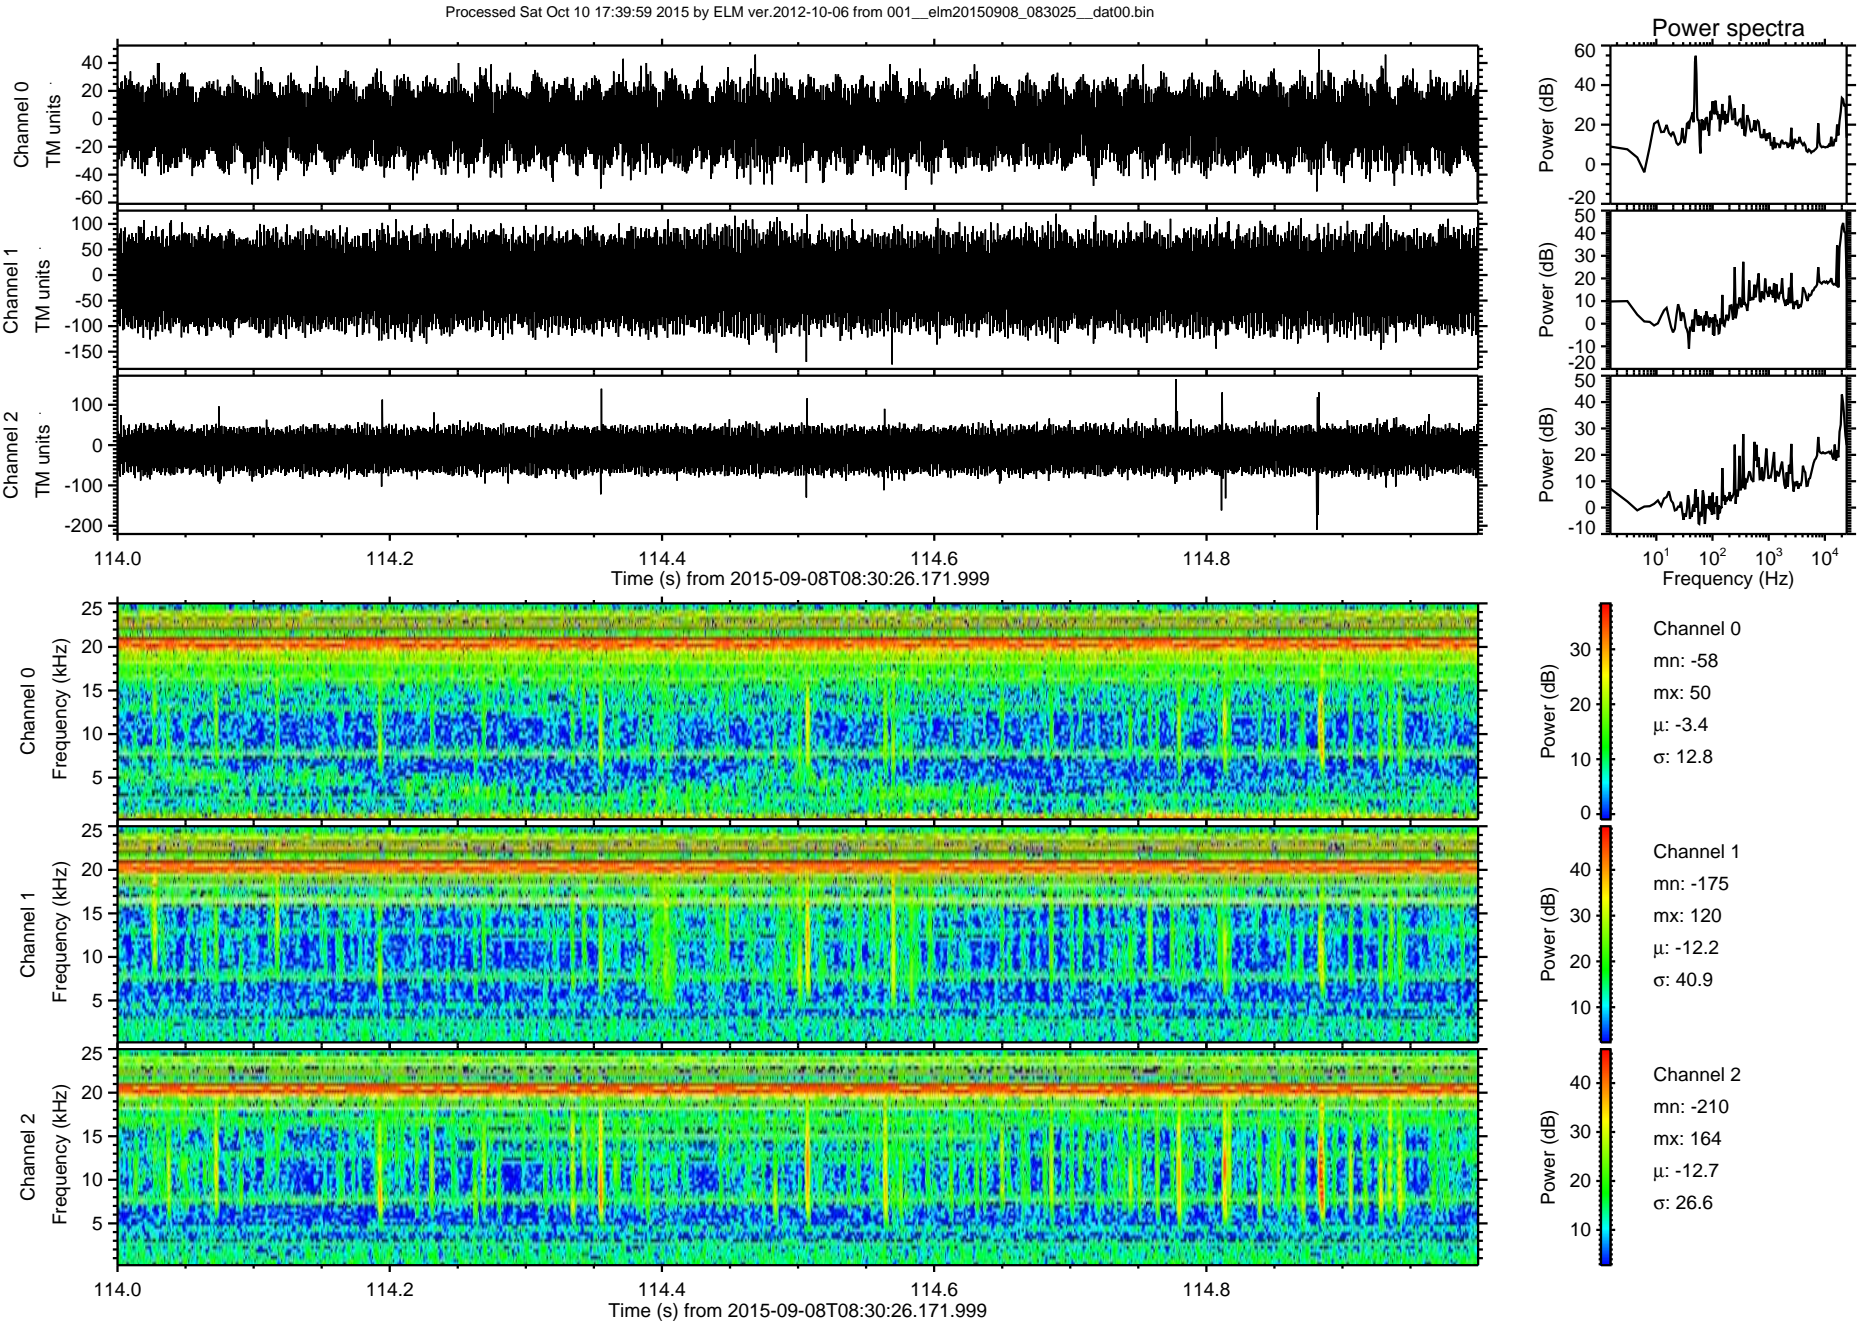 Processed Sat Oct 10 17:39:59 2015 by ELM ver.2012-10-06 from 001__elm20150908_083025__dat00.bin
Power spectra
Channel 0
TM units
40
20
0
-20
-40
-60
Power (dB)
60
40
20
0
-20
Channel 1
TM units
100
50
0
-50
-100
-150
Power (dB)
50
40
30
20
10
0
-10
-20
Channel 2
TM units
100
0
-100
-200
Power (dB)
50
40
30
20
10
0
-10
114.0 114.2 114.4 114.6 114.8
Time (s) from 2015-09-08T08:30:26.171.999
10^1 10^2 10^3 10^4
Frequency (Hz)
Channel 0
Frequency (kHz)
25
20
15
10
5
Power (dB)
30
20
10
0
Channel 0
mn: -58
mx: 50
µ: -3.4
σ: 12.8
Channel 1
Frequency (kHz)
25
20
15
10
5
Power (dB)
40
30
20
10
Channel 1
mn: -175
mx: 120
µ: -12.2
σ: 40.9
Channel 2
Frequency (kHz)
25
20
15
10
5
Power (dB)
40
30
20
10
Channel 2
mn: -210
mx: 164
µ: -12.7
σ: 26.6
114.0 114.2 114.4 114.6 114.8
Time (s) from 2015-09-08T08:30:26.171.999